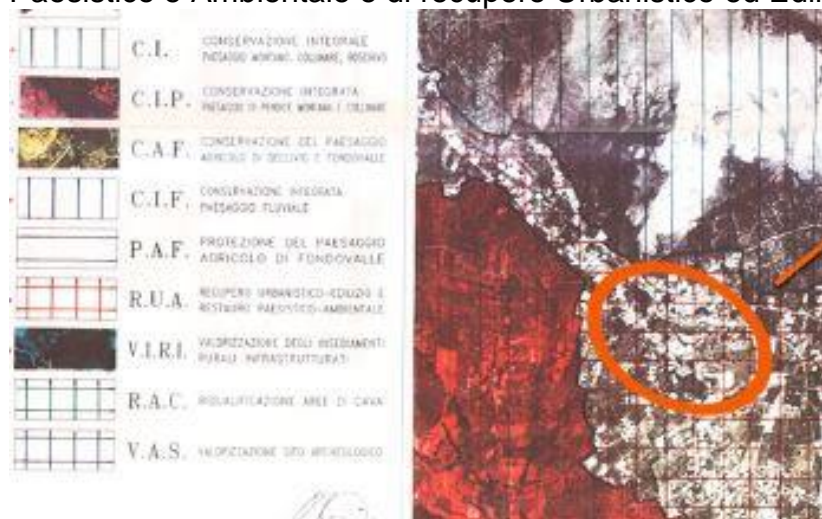 Paesistico e Ambientale e di recupero Urbanistico ed
C.I. CONSERVAZIONE INTEGRALE
PAESAGGIO MONTANO, COLLINARE, BOSCHIVO
C.I.P. CONSERVAZIONE INTEGRATA
PAESAGGIO DI PENDICE MONTANA E COLLINARE
C.A.F. CONSERVAZIONE DEL PAESAGGIO
AGRICOLO DI DECLIVIO E FONDOVALLE
C.I.F. CONSERVAZIONE INTEGRATA
PAESAGGIO FLUVIALE
P.A.F. PROTEZIONE DEL PAESAGGIO
AGRICOLO DI FONDOVALLE
R.U.A. RECUPERO URBANISTICO-EDILIZIO E
RESTAURO PAESISTICO-AMBIENTALE
V.I.R.I. VALORIZZAZIONE DEGLI INSEDIAMENTI
RURALI INFRASTRUTTURATI
R.A.C. RIQUALIFICAZIONE AREE DI CAVA
V.A.S. VALORIZZAZIONE SITO ARCHEOLOGICO